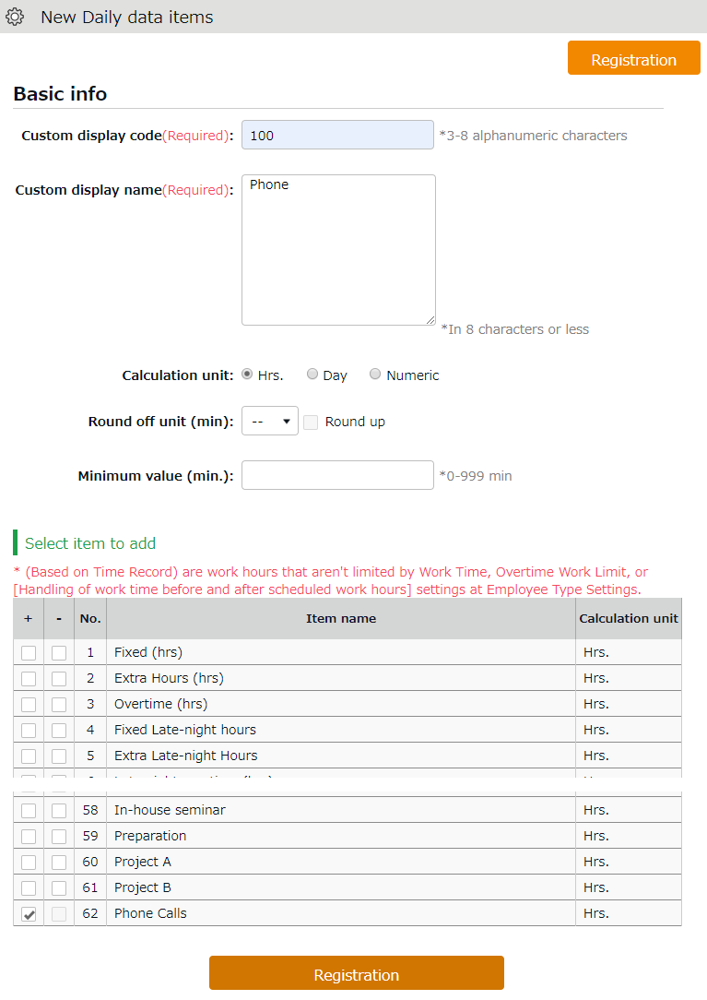 New Daily data items
Registration
Basic info
Custom display code(Required): 100 *3-8 alphanumeric characters
Custom display name(Required): Phone
*In 8 characters or less
Calculation unit: Hrs. Day Numeric
Round off unit (min): -- Round up
Minimum value (min.): *0-999 min
Select item to add
* (Based on Time Record) are work hours that aren't limited by Work Time, Overtime Work Limit, or
[Handling of work time before and after scheduled work hours] settings at Employee Type Settings.
+ - No. Item name Calculation unit
1 Fixed (hrs) Hrs.
2 Extra Hours (hrs) Hrs.
3 Overtime (hrs) Hrs.
4 Fixed Late-night hours Hrs.
5 Extra Late-night Hours Hrs.
58 In-house seminar Hrs.
59 Preparation Hrs.
60 Project A Hrs.
61 Project B Hrs.
62 Phone Calls Hrs.
Registration